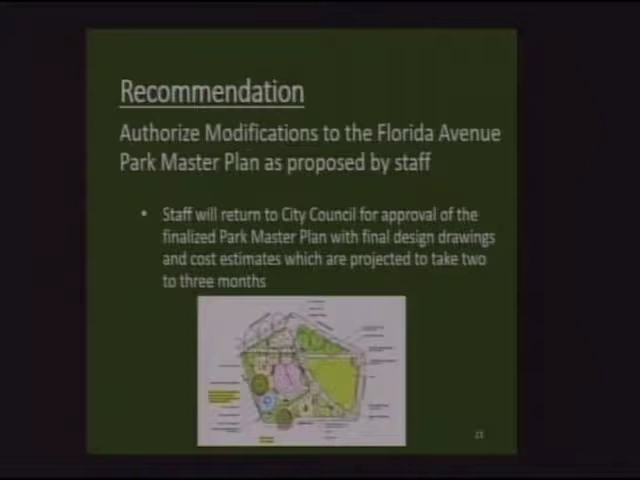 Recommendation
Authorize Modifications to the Florida Avenue
Park Master Plan as proposed by staff
• Staff will return to City Council for approval of the
finalized Park Master Plan with final design drawings
and cost estimates which are projected to take two
to three months